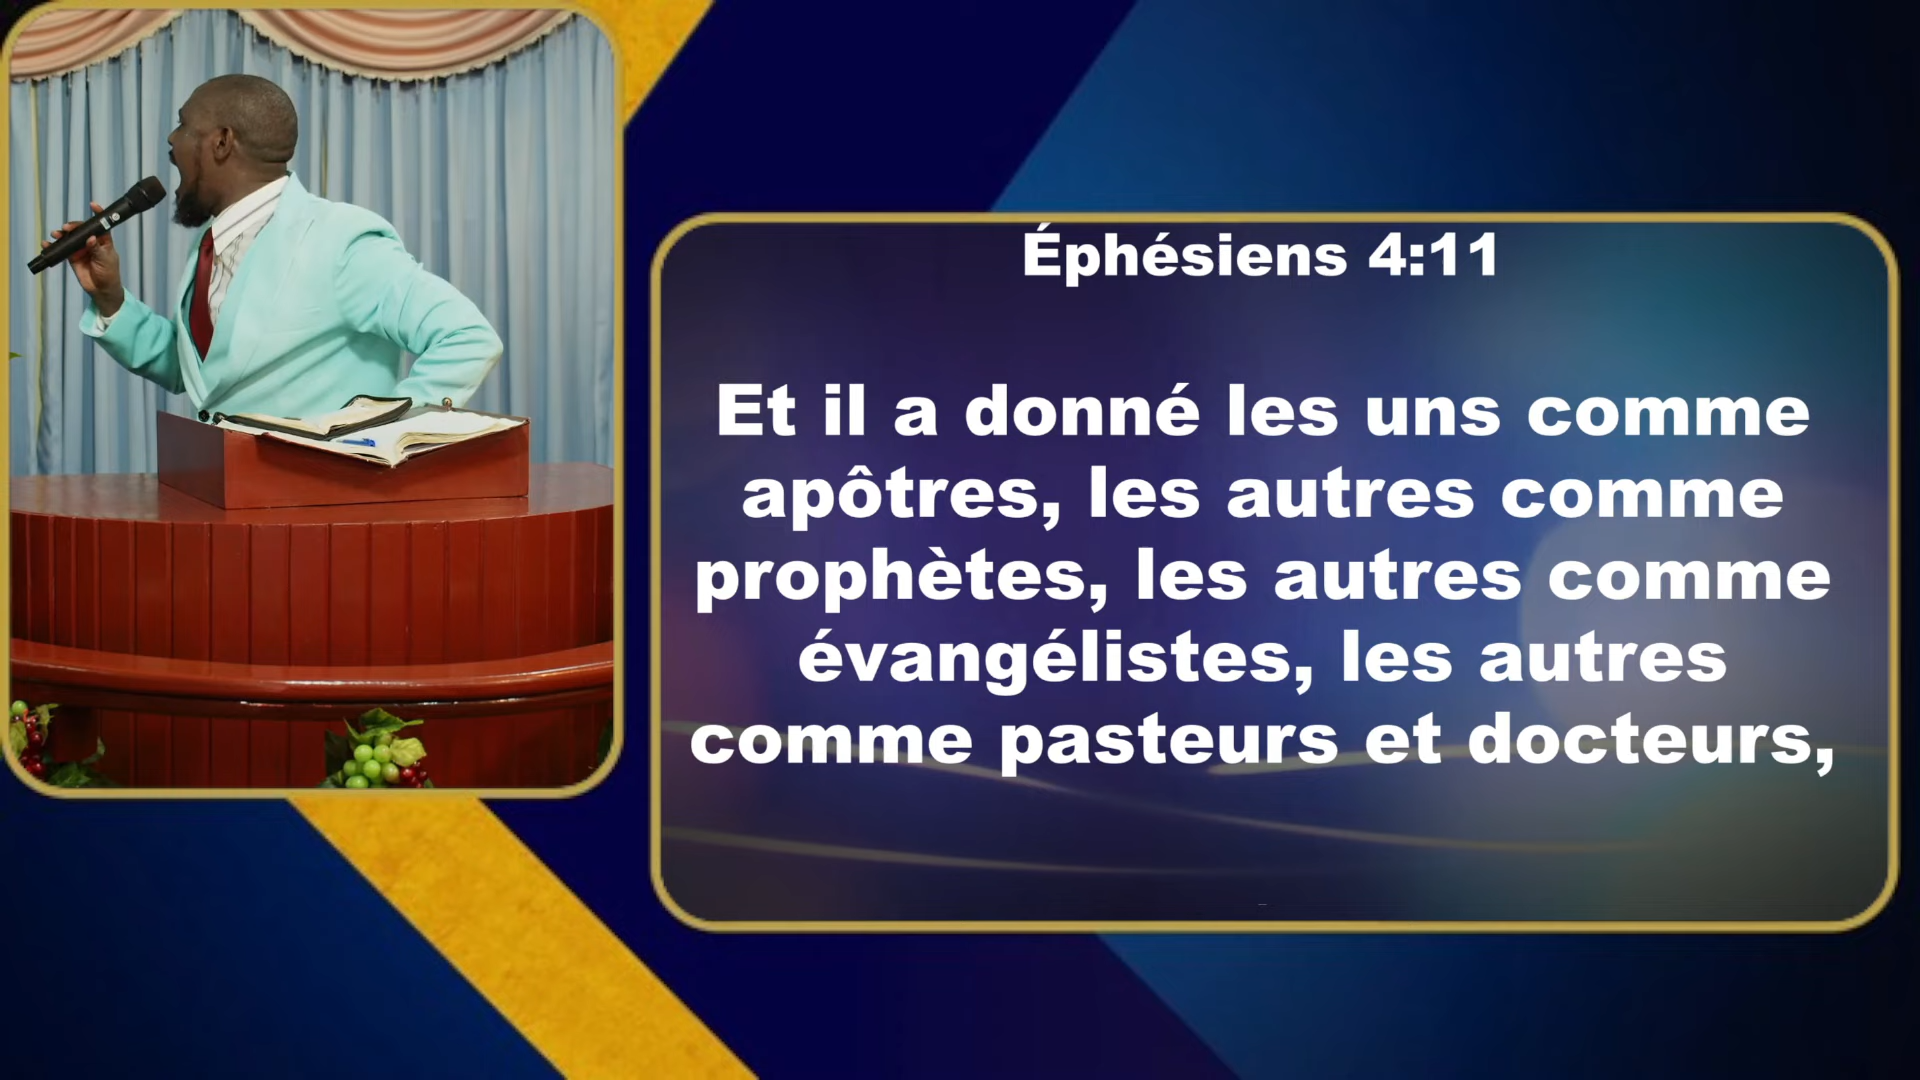 Éphésiens 4:11
Et il a donné les uns comme
apôtres, les autres comme
prophètes, les autres comme
évangélistes, les autres
comme pasteurs et docteurs,